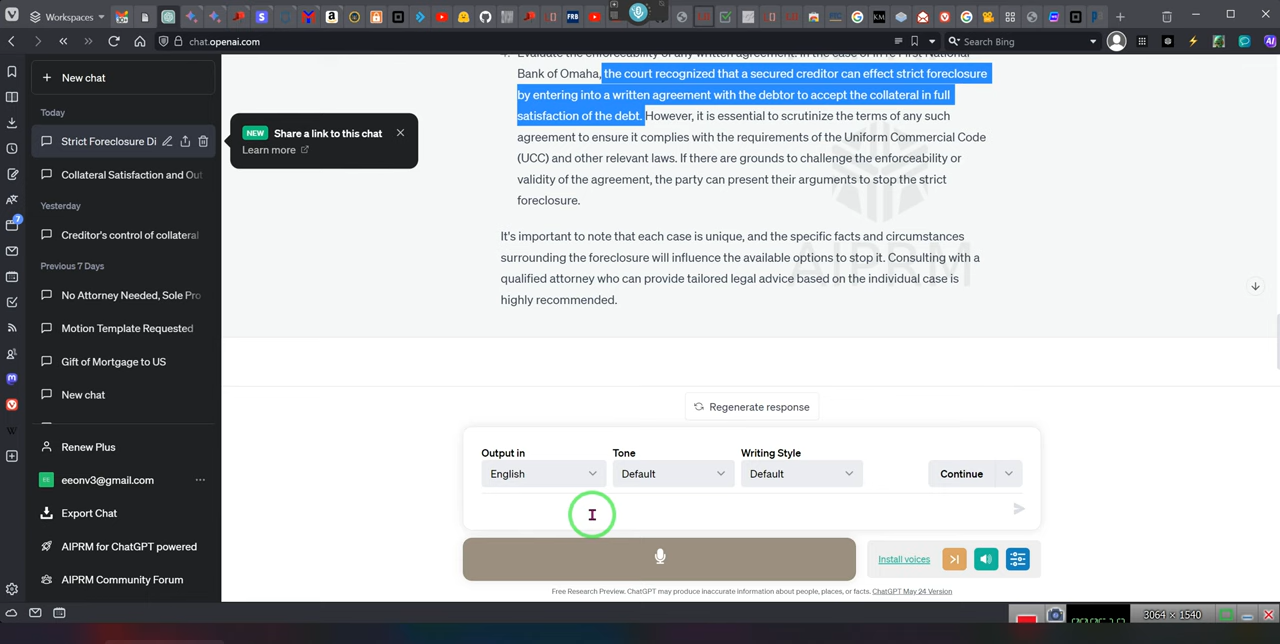 Workspaces
FRB
KM
chat.openai.com
Search Bing
AI
New chat
Today
Strict Foreclosure Di
Collateral Satisfaction and Out
Yesterday
Creditor's control of collateral
Previous 7 Days
No Attorney Needed, Sole Pro
Motion Template Requested
Gift of Mortgage to US
New chat
Renew Plus
EE eeonv3@gmail.com
Export Chat
AIPRM for ChatGPT powered
AIPRM Community Forum
7
NEW Share a link to this chat
Learn more
Bank of Omaha, the court recognized that a secured creditor can effect strict foreclosure
by entering into a written agreement with the debtor to accept the collateral in full
satisfaction of the debt. However, it is essential to scrutinize the terms of any such
agreement to ensure it complies with the requirements of the Uniform Commercial Code
(UCC) and other relevant laws. If there are grounds to challenge the enforceability or
validity of the agreement, the party can present their arguments to stop the strict
foreclosure.
It's important to note that each case is unique, and the specific facts and circumstances
surrounding the foreclosure will influence the available options to stop it. Consulting with a
qualified attorney who can provide tailored legal advice based on the individual case is
highly recommended.
AIPRM
Regenerate response
Output in Tone Writing Style
English Default Default Continue
Install voices
Free Research Preview. ChatGPT may produce inaccurate information about people, places, or facts. ChatGPT May 24 Version
3064 × 1540